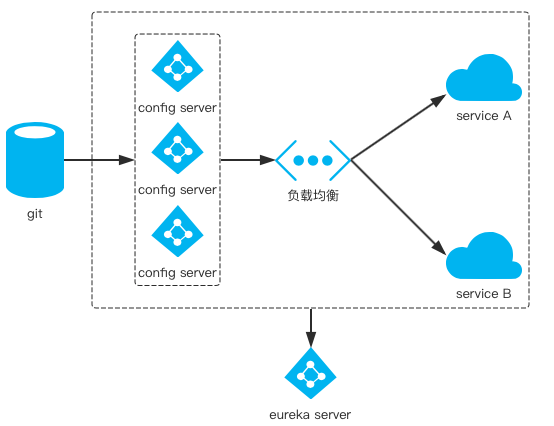 config server
config server
config server
git
负载均衡
service A
service B
eureka server